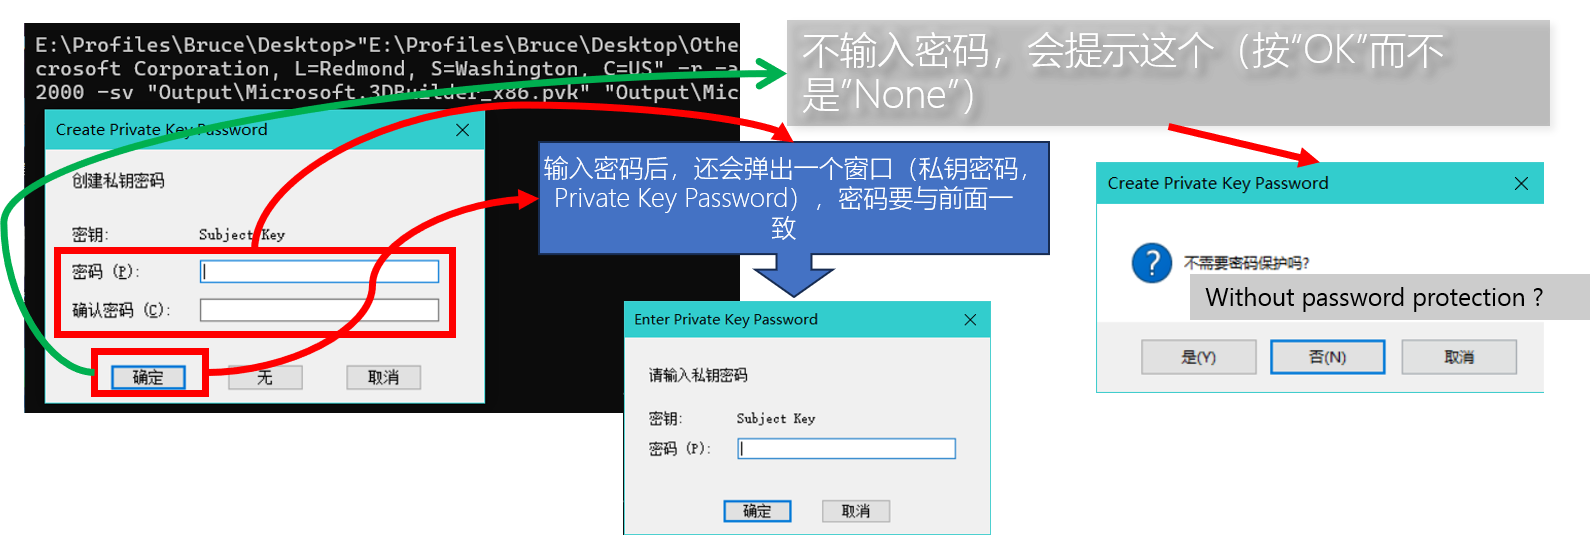 E:\Profiles\Bruce\Desktop>"E:\Profiles\Bruce\Desktop\Othe
crosoft Corporation, L=Redmond, S=Washington, C=US" -r -a
2000 -sv "Output\Microsoft.3DBuilder_x86.pvk" "Output\Mic
不输入密码，会提示这个（按“OK”而不
是”None”）
Create Private Key Password
创建私钥密码
密钥:
Subject Key
密码 (P):
确认密码 (C):
确定
无
取消
输入密码后，还会弹出一个窗口（私钥密码，
Private Key Password），密码要与前面一
致
Enter Private Key Password
请输入私钥密码
密钥:
Subject Key
密码 (P):
确定
取消
Create Private Key Password
不需要密码保护吗?
Without password protection ?
是(Y)
否(N)
取消